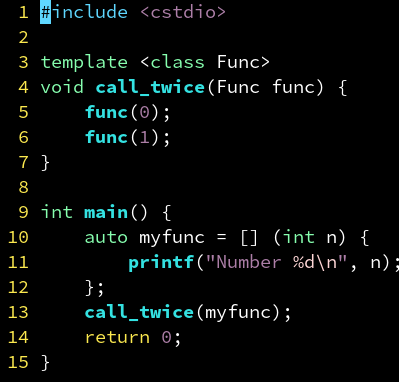 1 #include <cstdio>
2
3 template <class Func>
4 void call_twice(Func func) {
5     func(0);
6     func(1);
7 }
8
9 int main() {
10     auto myfunc = [] (int n) {
11         printf("Number %d\n", n);
12     };
13     call_twice(myfunc);
14     return 0;
15 }